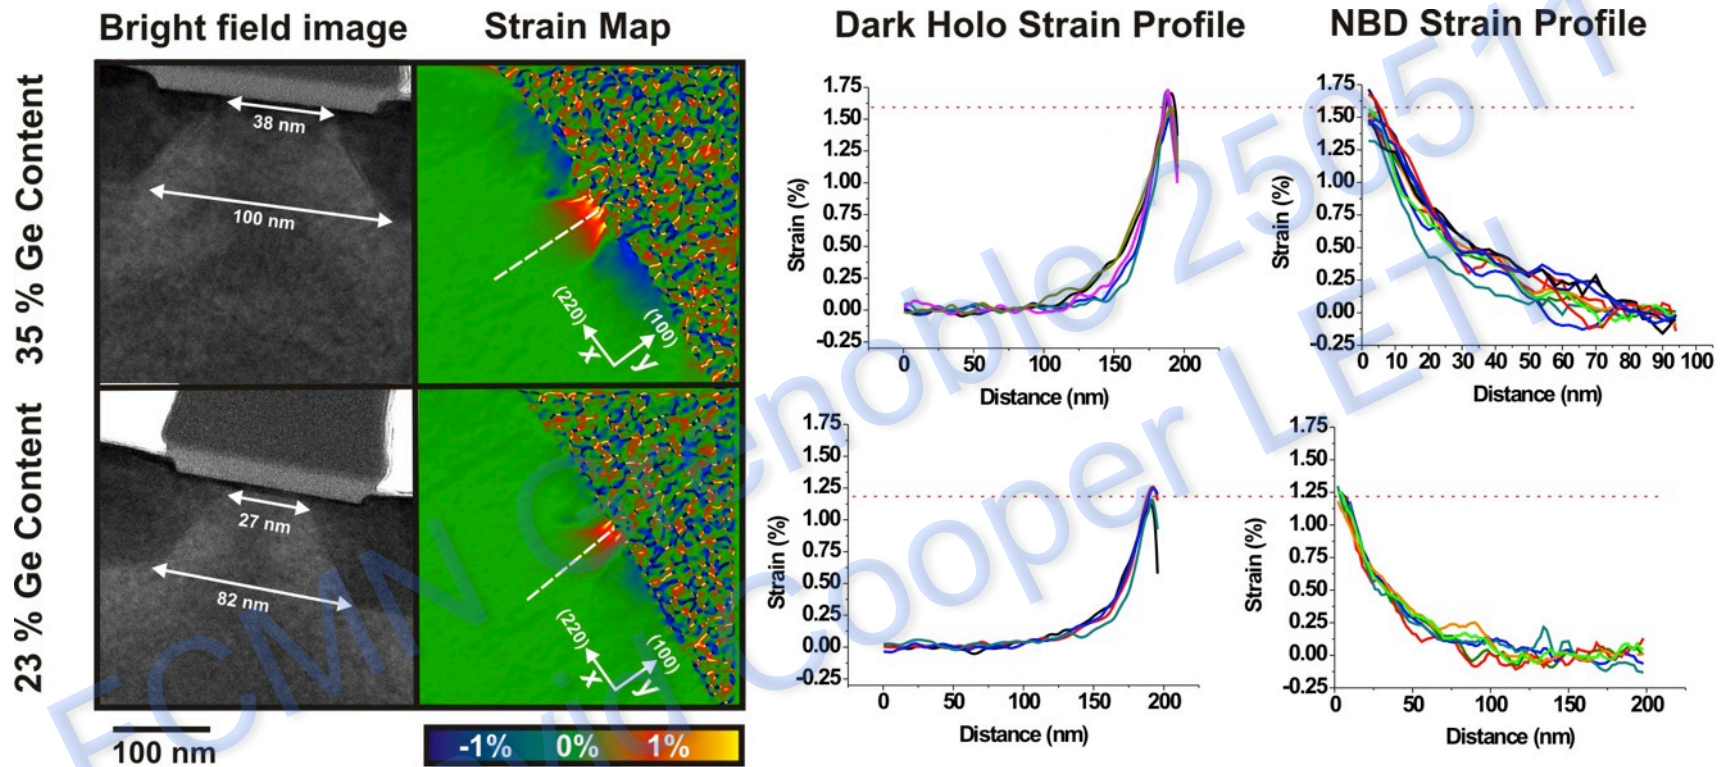 Bright field image
Strain Map
Dark Holo Strain Profile
NBD Strain Profile
35 % Ge Content
38 nm
100 nm
(220)
(100)
x
y
1.75
1.50
1.25
1.00
0.75
0.50
0.25
0.00
-0.25
Strain (%)
0 50 100 150 200
Distance (nm)
1.75
1.50
1.25
1.00
0.75
0.50
0.25
0.00
-0.25
Strain (%)
0 10 20 30 40 50 60 70 80 90 100
Distance (nm)
23 % Ge Content
27 nm
82 nm
(220)
(100)
x
y
1.75
1.50
1.25
1.00
0.75
0.50
0.25
0.00
-0.25
Strain (%)
0 50 100 150 200
Distance (nm)
1.75
1.50
1.25
1.00
0.75
0.50
0.25
0.00
-0.25
Strain (%)
0 50 100 150 200
Distance (nm)
100 nm
-1% 0% 1%
cooper LETI